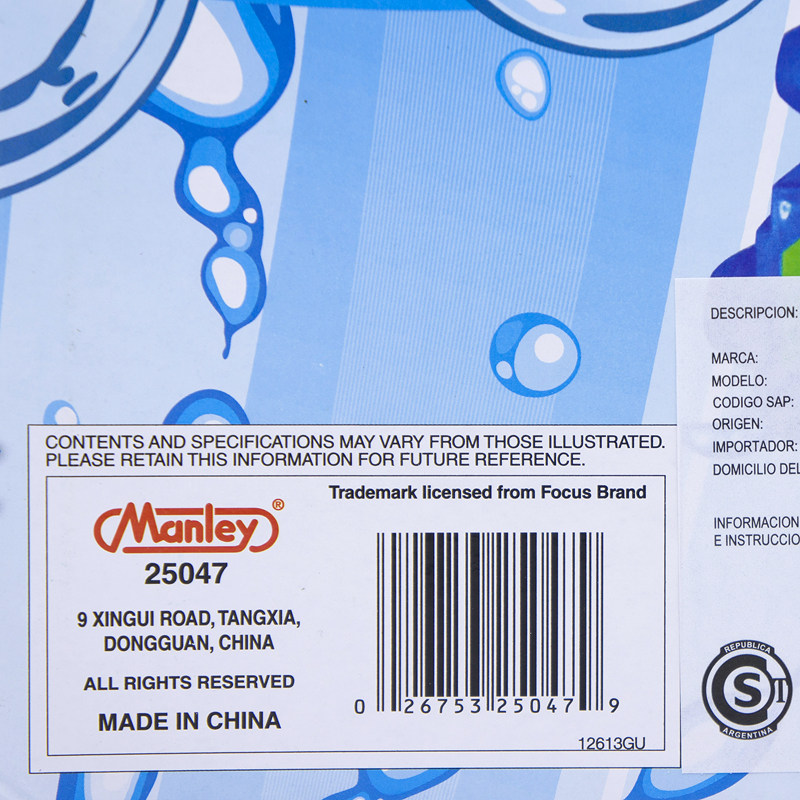 CONTENTS AND SPECIFICATIONS MAY VARY FROM THOSE ILLUSTRATED.
PLEASE RETAIN THIS INFORMATION FOR FUTURE REFERENCE.
Trademark licensed from Focus Brand
Manley®
25047
9 XINGUI ROAD, TANGXIA,
DONGGUAN, CHINA
ALL RIGHTS RESERVED
MADE IN CHINA
0 26753 25047 9
12613GU
DESCRIPCION:
MARCA:
MODELO:
CODIGO SAP:
ORIGEN:
IMPORTADOR:
DOMICILIO DEL
INFORMACION
E INSTRUCCIO
REPUBLICA
S
T
ARGENTINA